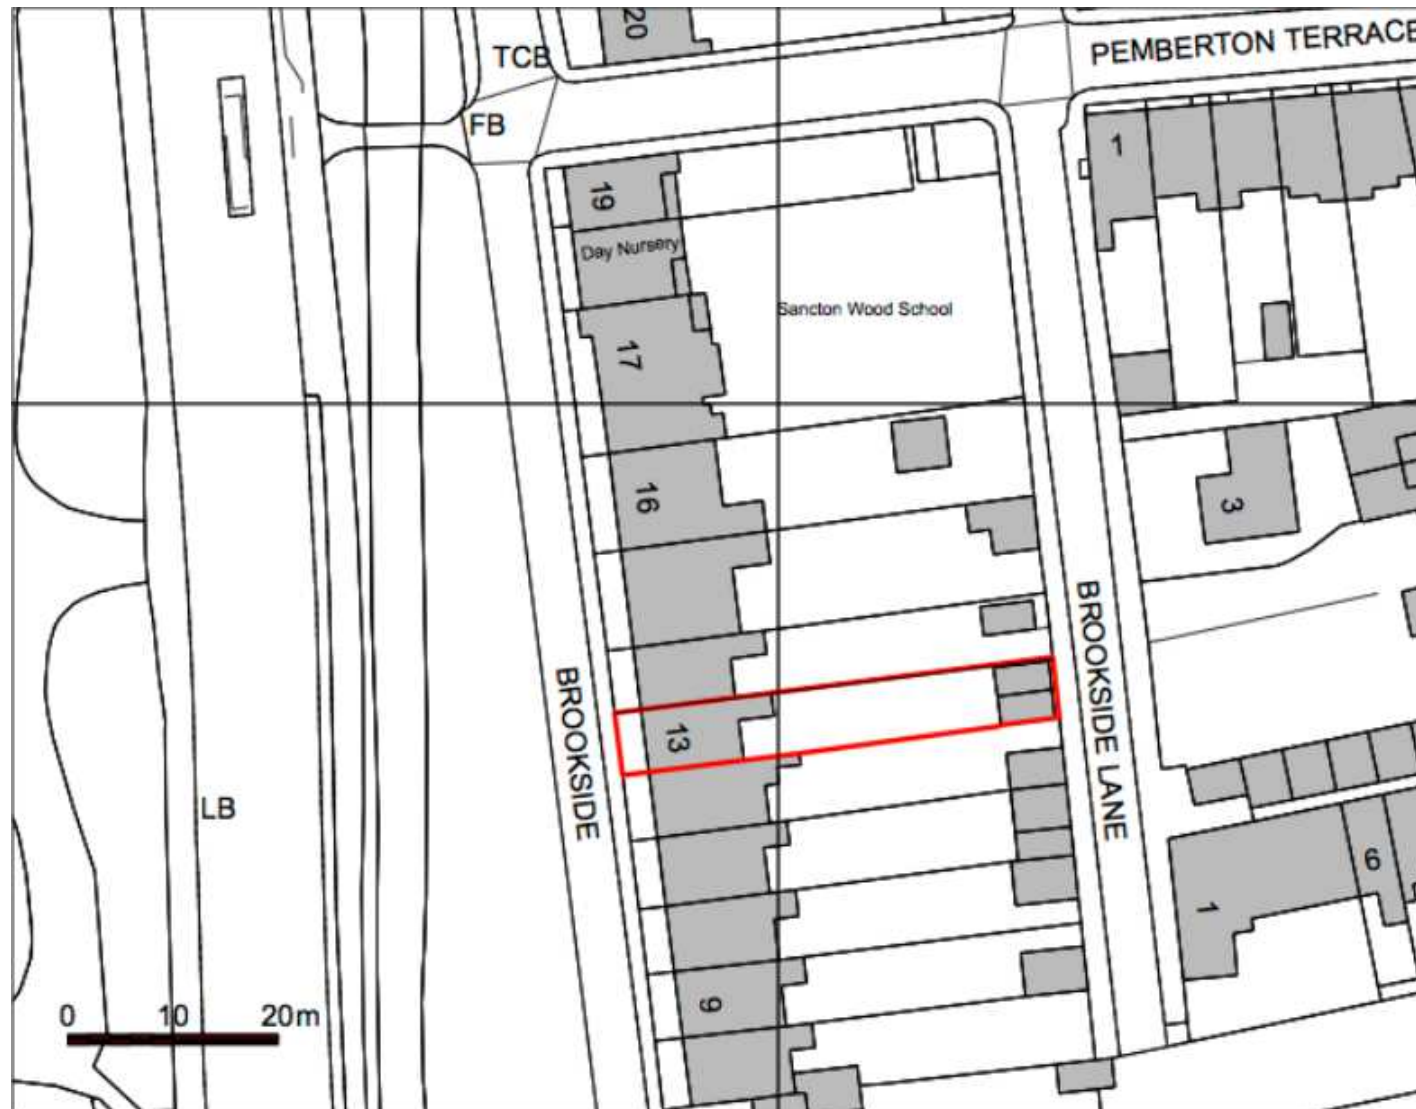 20
TCB
PEMBERTON TERRACE
FB
1
19
Day Nursery
Sancton Wood School
17
16
3
BROOKSIDE
BROOKSIDE LANE
13
LB
6
1
9
0 10 20m